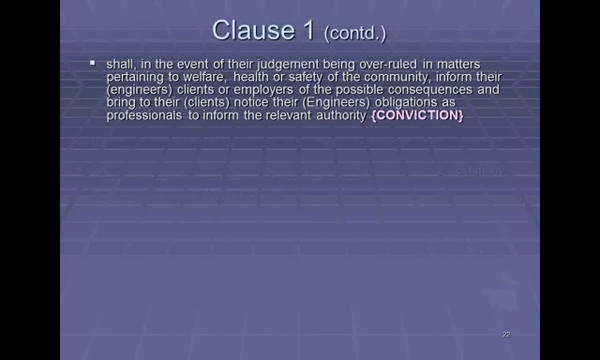 Clause 1 (contd.)
shall, in the event of their judgement being over-ruled in matters
pertaining to welfare, health or safety of the community, inform their
(engineers) clients or employers of the possible consequences and
bring to their (clients) notice their (Engineers) obligations as
professionals to inform the relevant authority {CONVICTION}
22